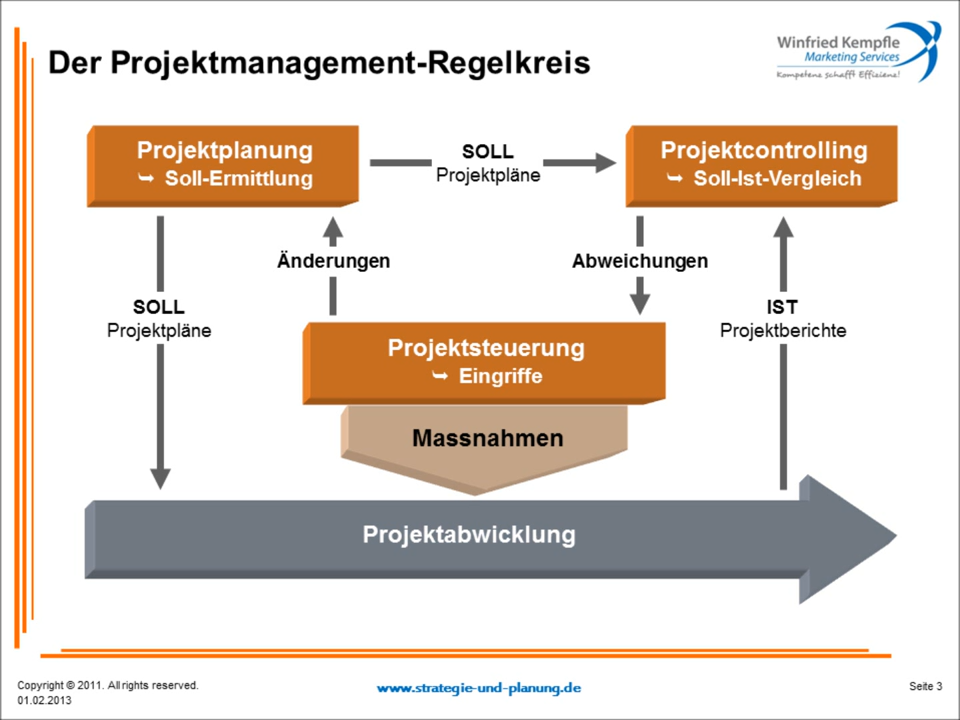 Der Projektmanagement-Regelkreis
Winfried Kempfle
Marketing Services
Kompetenz schafft Effizienz!
Projektplanung
➥ Soll-Ermittlung
SOLL
Projektpläne
Projektcontrolling
➥ Soll-Ist-Vergleich
Änderungen
Abweichungen
SOLL
Projektpläne
IST
Projektberichte
Projektsteuerung
➥ Eingriffe
Massnahmen
Projektabwicklung
Copyright © 2011. All rights reserved.
01.02.2013
www.strategie-und-planung.de
Seite 3